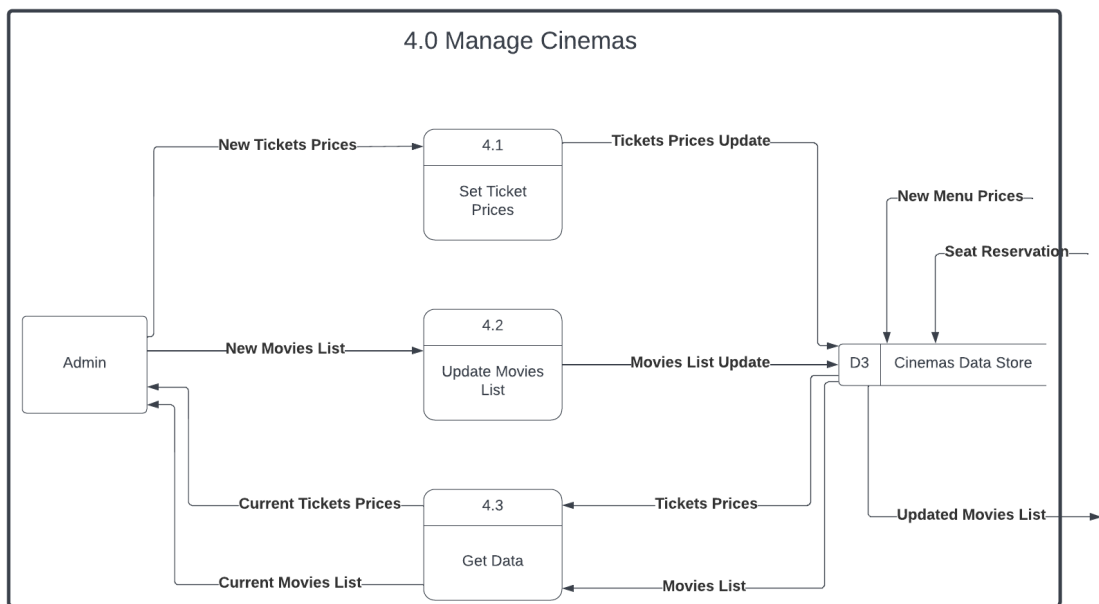 4.0 Manage Cinemas
New Tickets Prices
4.1
Set Ticket
Prices
Tickets Prices Update
New Menu Prices
Seat Reservation
Admin
New Movies List
4.2
Update Movies
List
Movies List Update
D3
Cinemas Data Store
Current Tickets Prices
4.3
Get Data
Tickets Prices
Updated Movies List
Current Movies List
Movies List